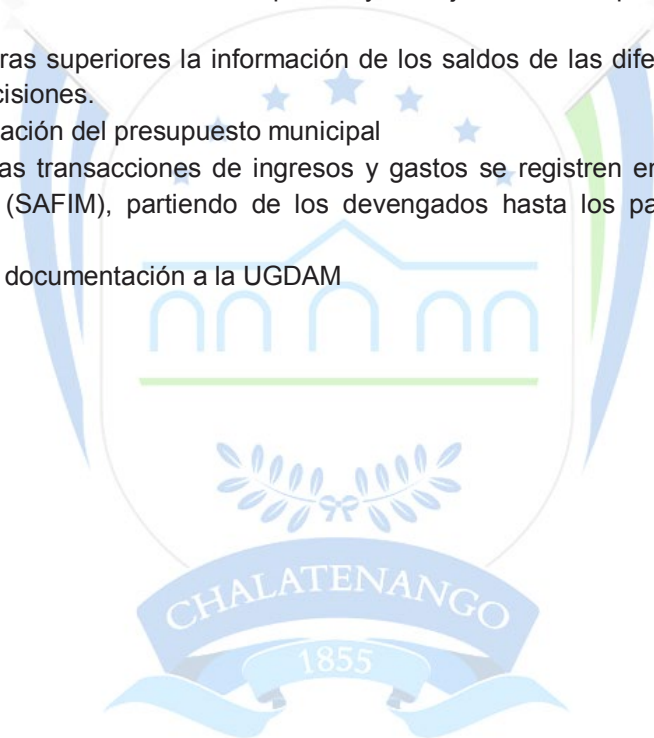 ras superiores la información de los saldos de las dife
cisiones.
ación del presupuesto municipal
as transacciones de ingresos y gastos se registren en
(SAFIM), partiendo de los devengados hasta los pa
documentación a la UGDAM
CHALATENANGO
1855